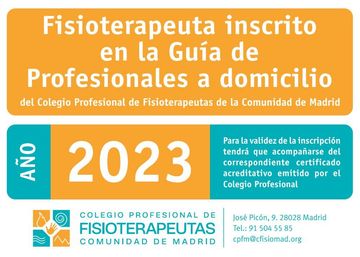 Fisioterapeuta inscrito
en la Guía de
Profesionales a domicilio
del Colegio Profesional de Fisioterapeutas de la Comunidad de Madrid
AÑO
2023
Para la validez de la inscripción
tendrá que acompañarse del
correspondiente certificado
acreditativo emitido por el
Colegio Profesional
COLEGIO PROFESIONAL DE
FISIOTERAPEUTAS
COMUNIDAD DE MADRID
José Picón, 9. 28028 Madrid
Tel.: 91 504 55 85
cpfm@cfisiomad.org